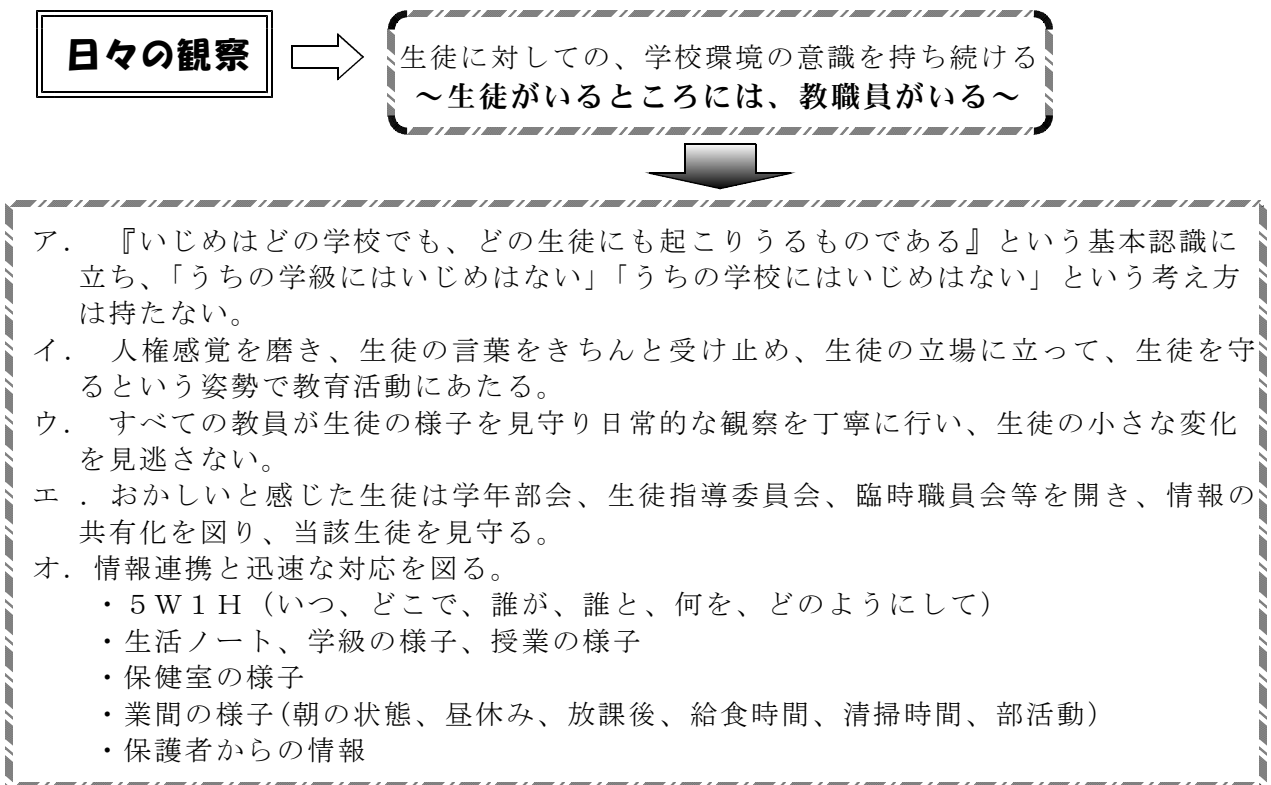 日々の観察
生徒に対しての、学校環境の意識を持ち続ける
～生徒がいるところには、教職員がいる～
ア．　『いじめはどの学校でも、どの生徒にも起こりうるものである』という基本認識に
立ち、「うちの学級にはいじめはない」「うちの学校にはいじめはない」という考え方
は持たない。
イ．　人権感覚を磨き、生徒の言葉をきちんと受け止め、生徒の立場に立って、生徒を守
るという姿勢で教育活動にあたる。
ウ．　すべての教員が生徒の様子を見守り日常的な観察を丁寧に行い、生徒の小さな変化
を見逃さない。
エ ．おかしいと感じた生徒は学年部会、生徒指導委員会、臨時職員会等を開き、情報の
共有化を図り、当該生徒を見守る。
オ．情報連携と迅速な対応を図る。
・５Ｗ１Ｈ（いつ、どこで、誰が、誰と、何を、どのようにして）
・生活ノート、学級の様子、授業の様子
・保健室の様子
・業間の様子(朝の状態、昼休み、放課後、給食時間、清掃時間、部活動)
・保護者からの情報